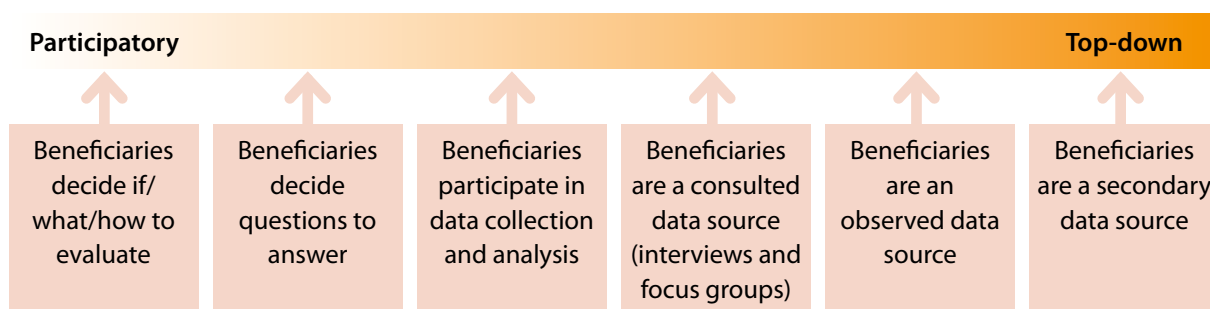 Participatory
Top-down
Beneficiaries
decide if/
what/how to
evaluate
Beneficiaries
decide
questions to
answer
Beneficiaries
participate in
data collection
and analysis
Beneficiaries
are a consulted
data source
(interviews and
focus groups)
Beneficiaries
are an
observed data
source
Beneficiaries
are a secondary
data source